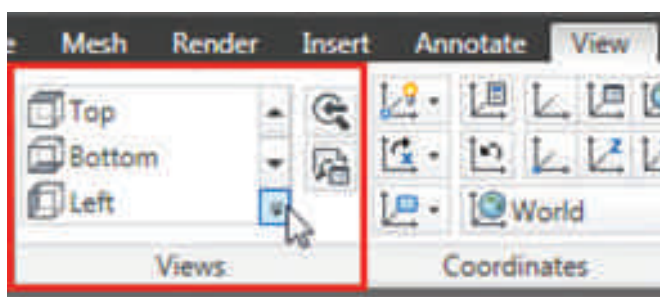 Mesh Render Insert Annotate View
Top
Bottom
Left
World
Views Coordinates